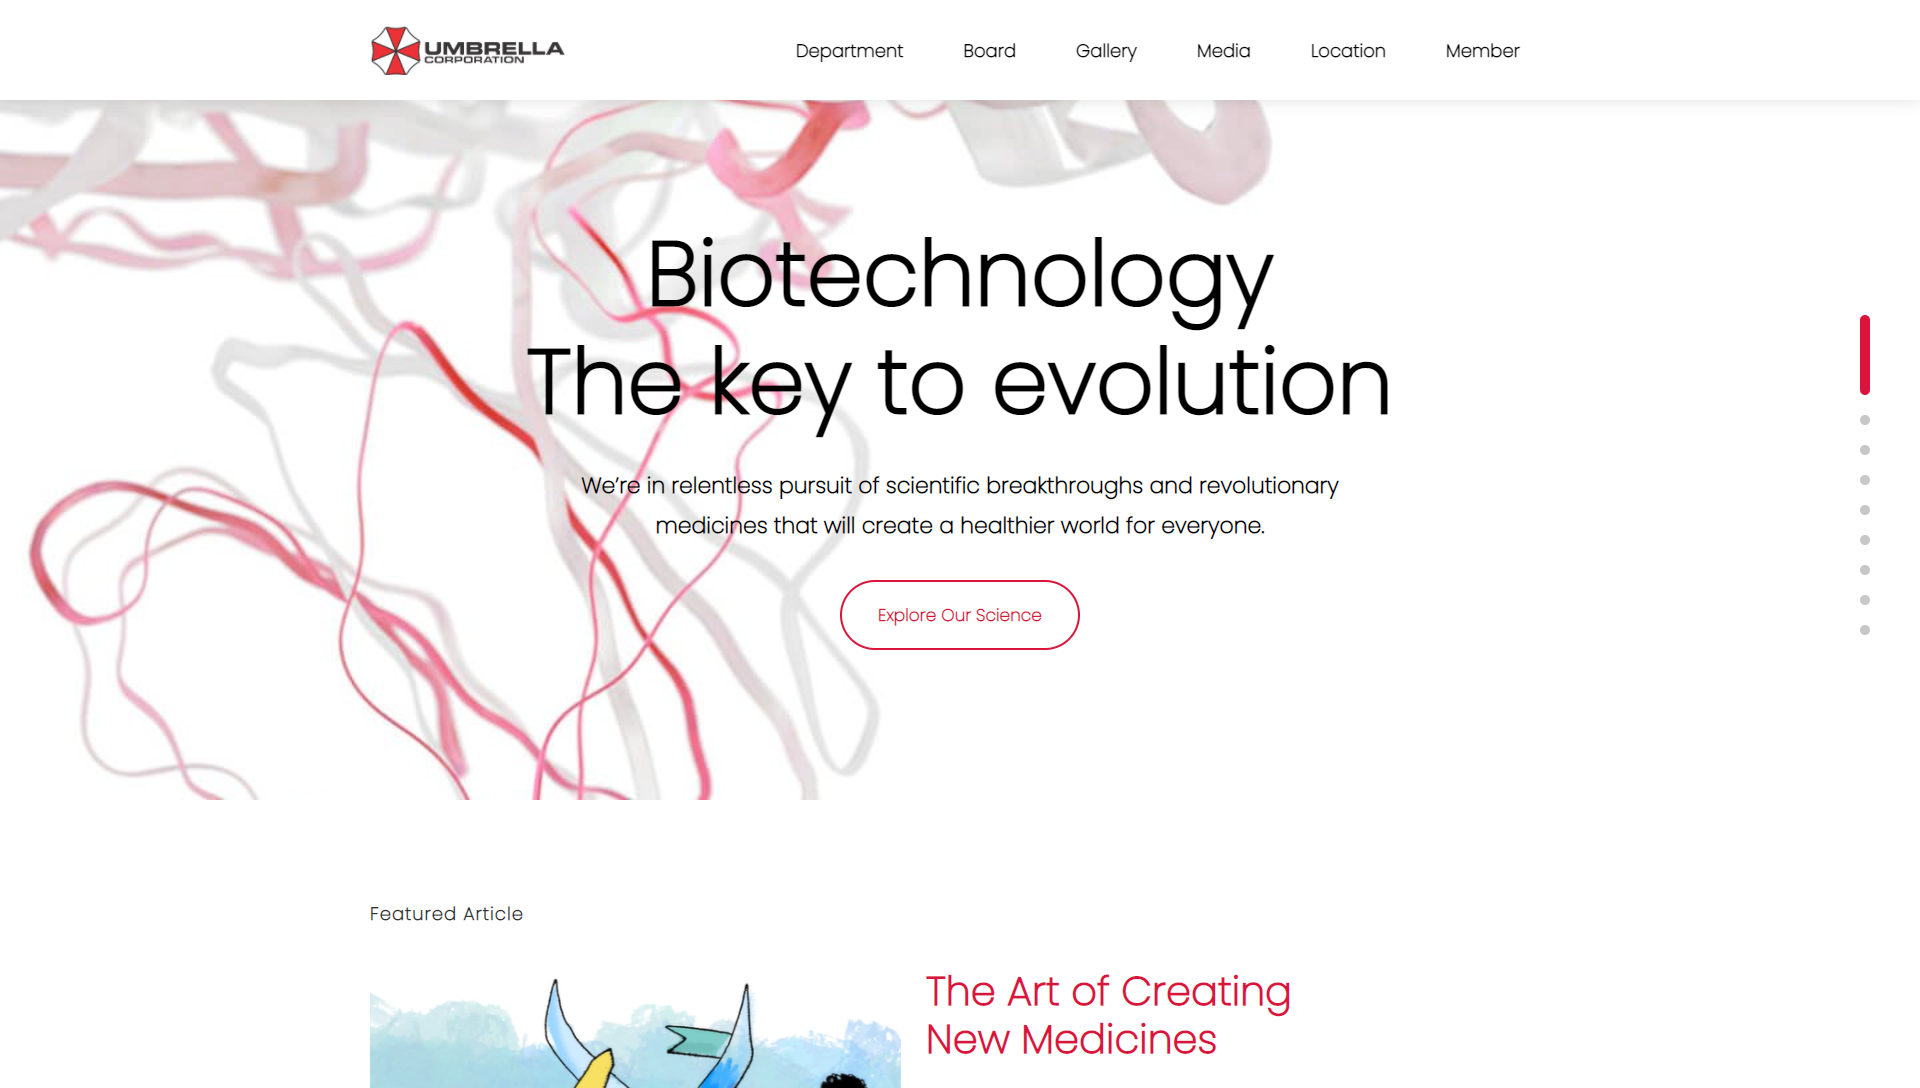 UMBRELLA
CORPORATION
Department
Board
Gallery
Media
Location
Member
Biotechnology
The key to evolution
We’re in relentless pursuit of scientific breakthroughs and revolutionary
medicines that will create a healthier world for everyone.
Explore Our Science
Featured Article
The Art of Creating
New Medicines